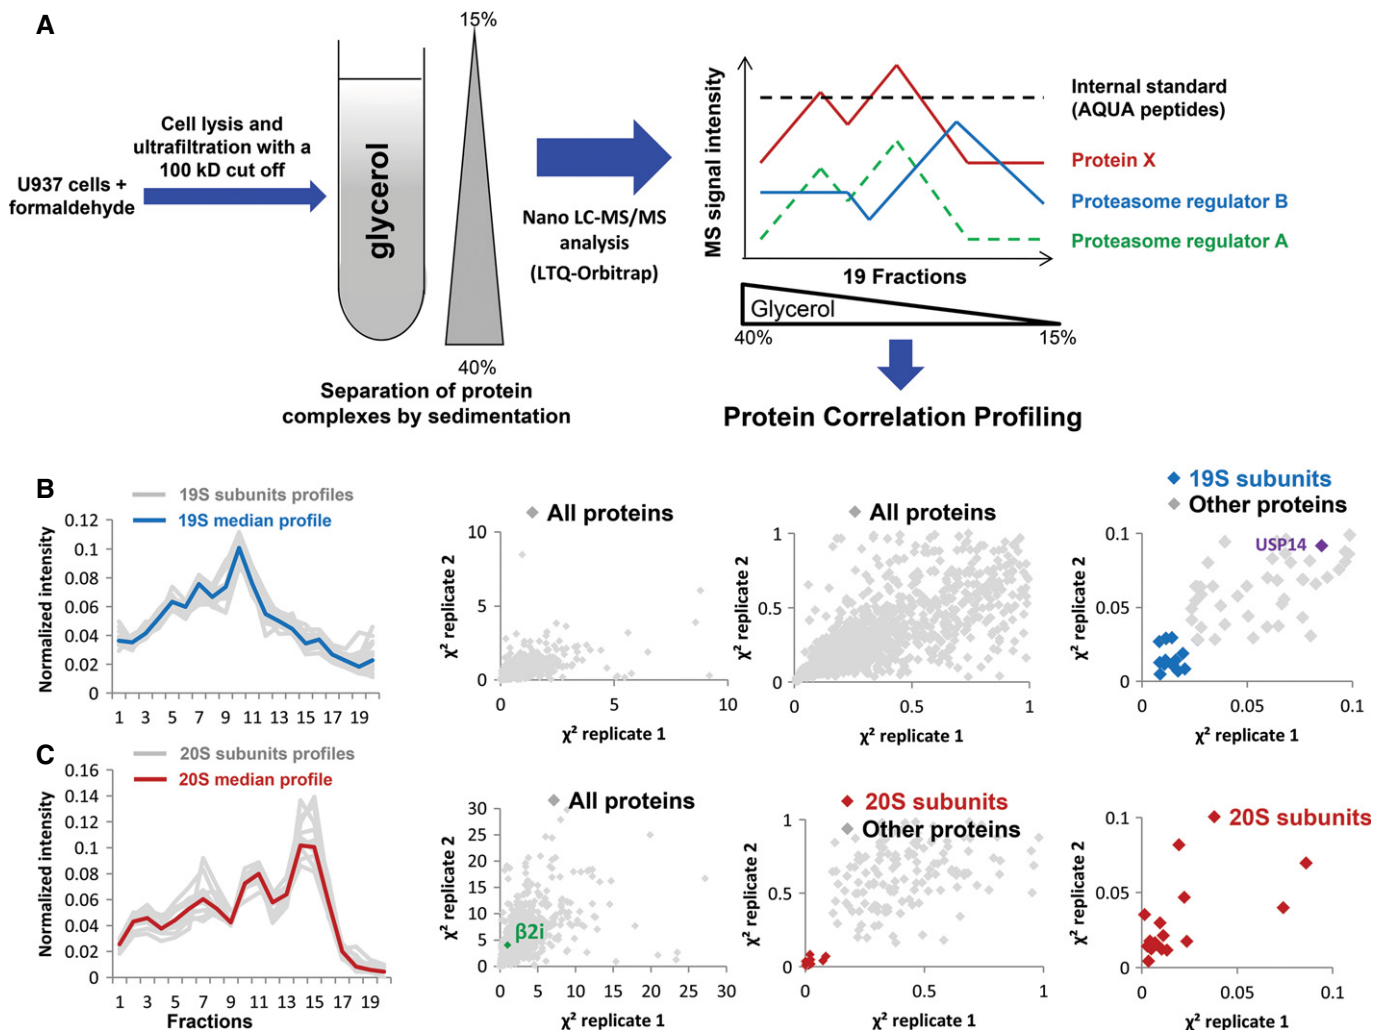 A
Cell lysis and
ultrafiltration with a
100 kD cut off
U937 cells +
formaldehyde
glycerol
15%
40%
Separation of protein
complexes by sedimentation
Nano LC-MS/MS
analysis
(LTQ-Orbitrap)
MS signal intensity
Internal standard
(AQUA peptides)
Protein X
Proteasome regulator B
Proteasome regulator A
19 Fractions
Glycerol
40%
15%
Protein Correlation Profiling
B
19S subunits profiles
19S median profile
Normalized intensity
0.12
0.1
0.08
0.06
0.04
0.02
0
1 3 5 7 9 11 13 15 17 19
All proteins
χ² replicate 2
10
5
0
0 5 10
χ² replicate 1
All proteins
χ² replicate 2
1
0.5
0
0 0.5 1
χ² replicate 1
19S subunits
Other proteins
USP14
χ² replicate 2
0.1
0.05
0
0 0.05 0.1
χ² replicate 1
C
20S subunits profiles
20S median profile
Normalized intensity
0.16
0.14
0.12
0.1
0.08
0.06
0.04
0.02
0
1 3 5 7 9 11 13 15 17 19
Fractions
All proteins
β2i
χ² replicate 2
30
25
20
15
10
5
0
0 5 10 15 20 25 30
χ² replicate 1
20S subunits
Other proteins
χ² replicate 2
1
0.5
0
0 0.5 1
χ² replicate 1
20S subunits
χ² replicate 2
0.1
0.05
0
0 0.05 0.1
χ² replicate 1